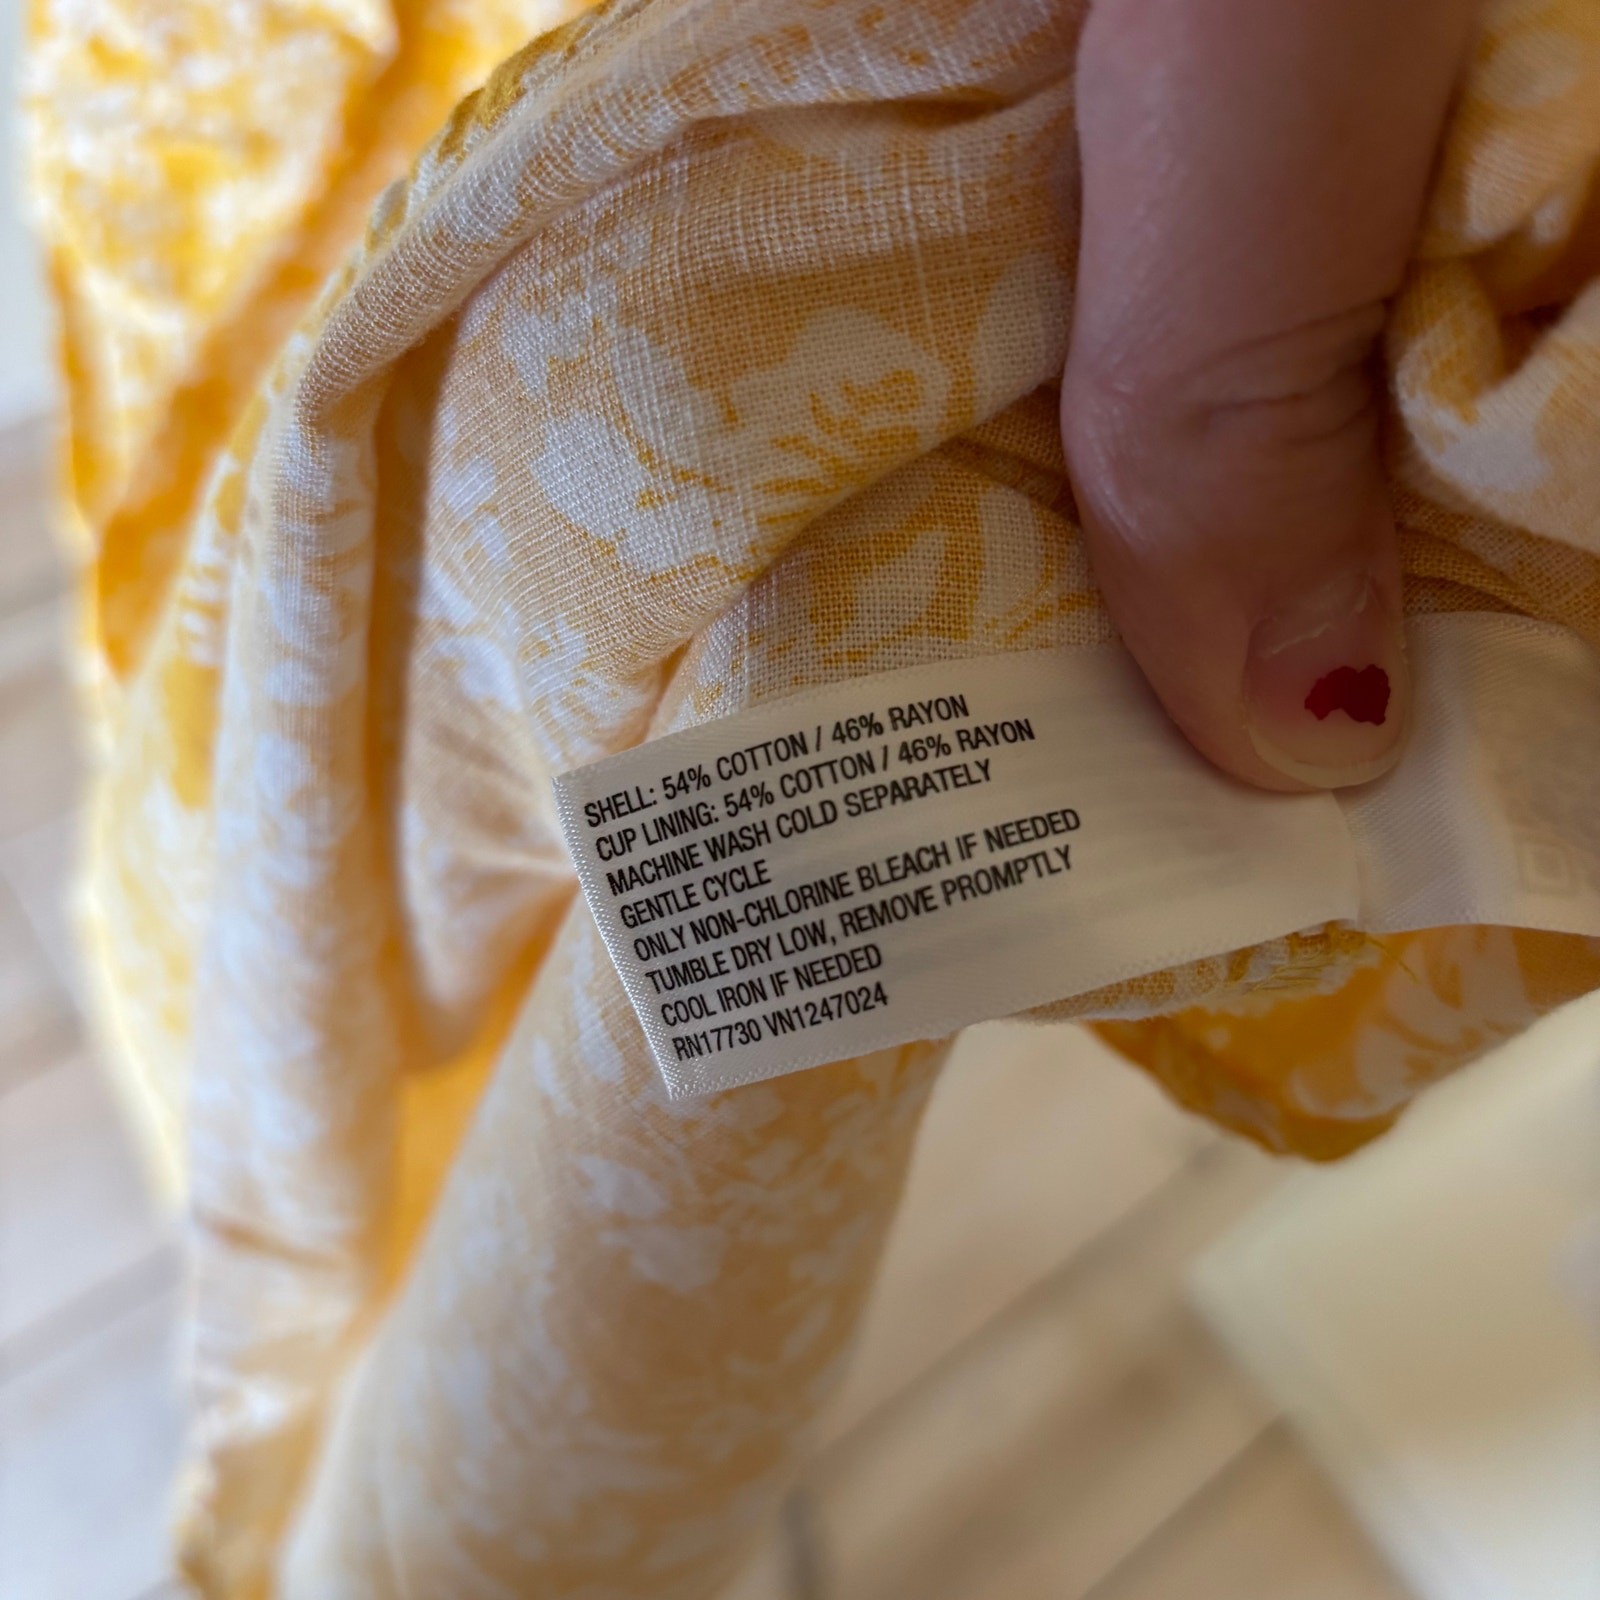 SHELL: 54% COTTON / 46% RAYON
CUP LINING: 54% COTTON / 46% RAYON
MACHINE WASH COLD SEPARATELY
GENTLE CYCLE
ONLY NON-CHLORINE BLEACH IF NEEDED
TUMBLE DRY LOW, REMOVE PROMPTLY
COOL IRON IF NEEDED
RN17730 VN1247024